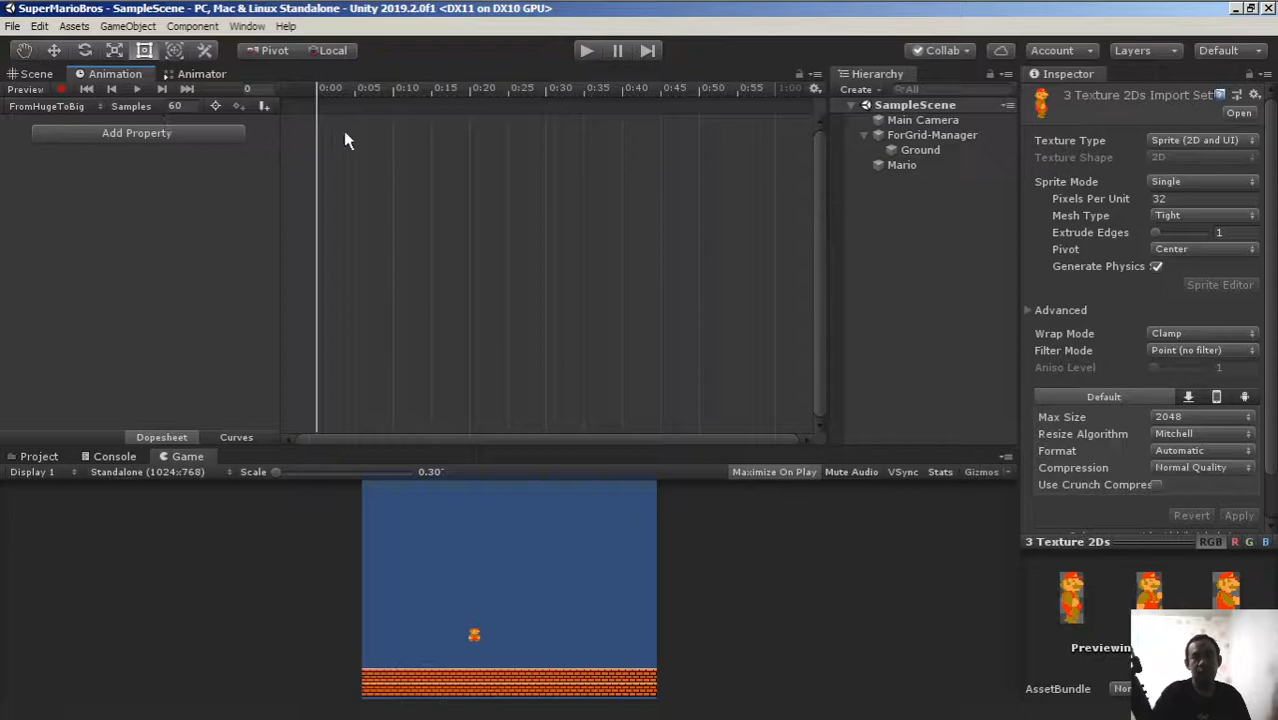 SuperMarioBros - SampleScene - PC, Mac & Linux Standalone - Unity 2019.2.0f1 <DX11 on DX10 GPU>
File Edit Assets GameObject Component Window Help
Pivot Local Collab Account Layers Default
Scene Animation Animator Hierarchy Inspector
Preview 0 0:00 0:05 0:10 0:15 0:20 0:25 0:30 0:35 0:40 0:45 0:50 0:55 1:00 Create All 3 Texture 2Ds Import Set
FromHugeToBig Samples 60 SampleScene Open
Main Camera
Add Property ForGrid-Manager Texture Type Sprite (2D and UI)
Ground Texture Shape 2D
Mario
Sprite Mode Single
Pixels Per Unit 32
Mesh Type Tight
Extrude Edges 1
Pivot Center
Generate Physics
Sprite Editor
Advanced
Wrap Mode Clamp
Filter Mode Point (no filter)
Aniso Level 1
Default
Max Size 2048
Dopesheet Curves Resize Algorithm Mitchell
Project Console Game Format Automatic
Display 1 Standalone (1024x768) Scale 0.30 Maximize On Play Mute Audio VSync Stats Gizmos Compression Normal Quality
Use Crunch Compres
Revert Apply
3 Texture 2Ds RGB R G B
Previewin
AssetBundle Nor